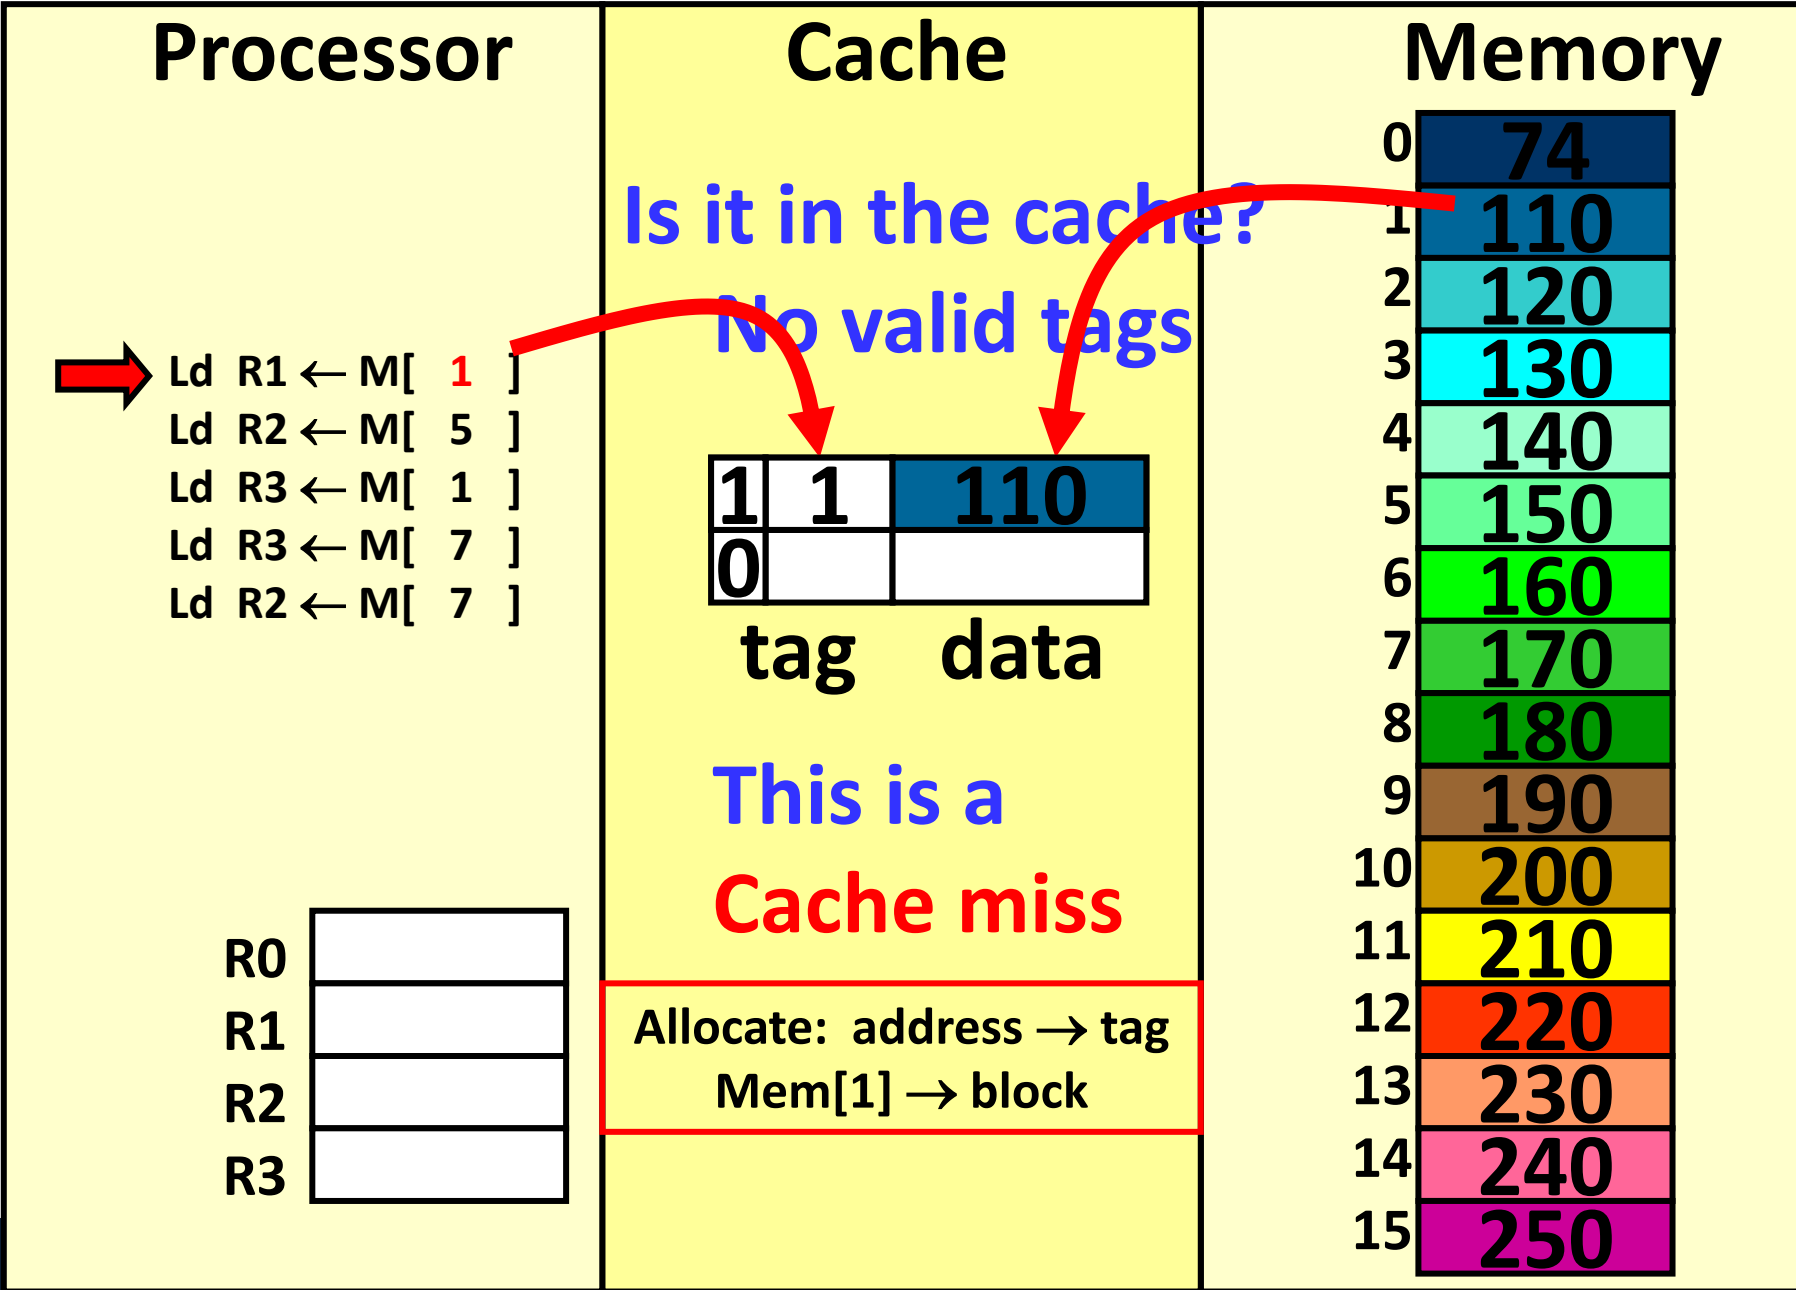 Processor
Ld R1 ← M[ 1 ]
Ld R2 ← M[ 5 ]
Ld R3 ← M[ 1 ]
Ld R3 ← M[ 7 ]
Ld R2 ← M[ 7 ]
R0
R1
R2
R3
Cache
Is it in the cache?
No valid tags
1 1 110
0
tag data
This is a
Cache miss
Allocate: address → tag
Mem[1] → block
Memory
0 74
1 110
2 120
3 130
4 140
5 150
6 160
7 170
8 180
9 190
10 200
11 210
12 220
13 230
14 240
15 250